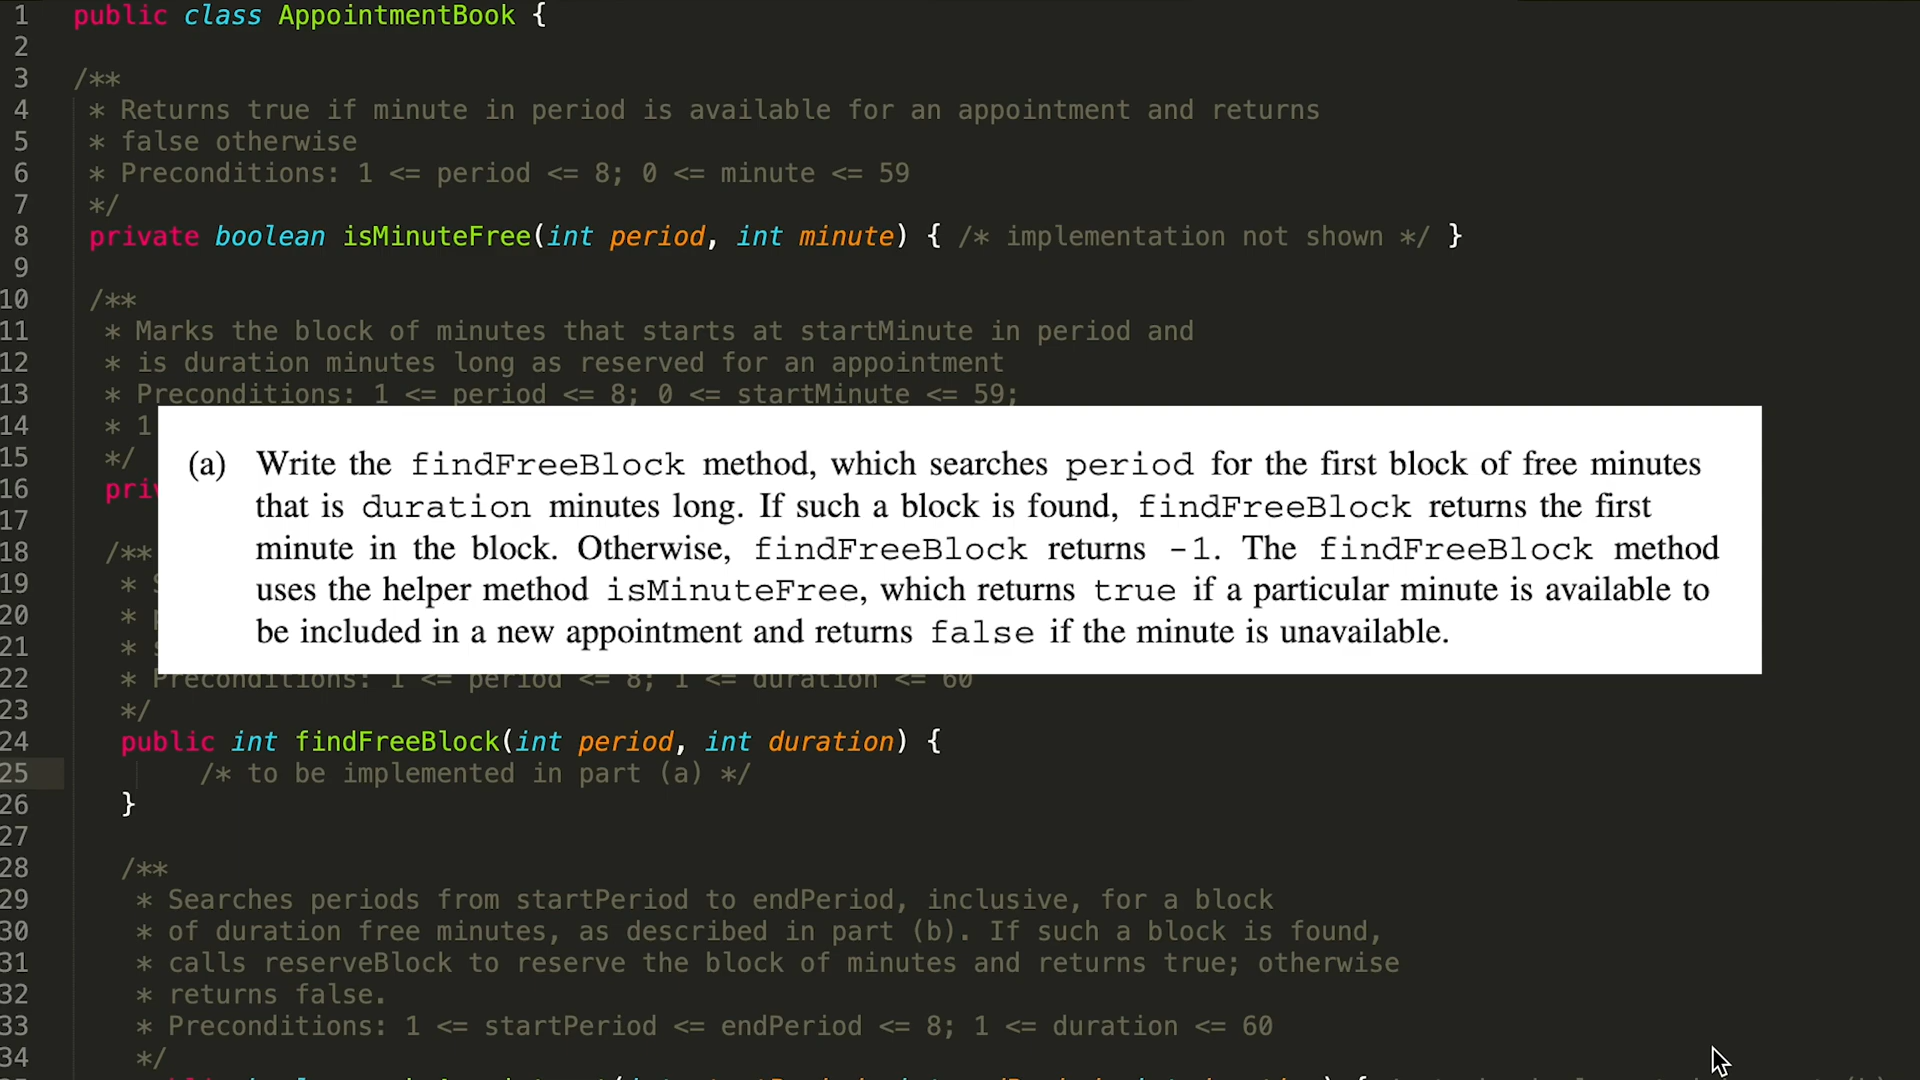 1 public class AppointmentBook {
2
3 /**
4 * Returns true if minute in period is available for an appointment and returns
5 * false otherwise
6 * Preconditions: 1 <= period <= 8; 0 <= minute <= 59
7 */
8 private boolean isMinuteFree(int period, int minute) { /* implementation not shown */ }
9
10 /**
11 * Marks the block of minutes that starts at startMinute in period and
12 * is duration minutes long as reserved for an appointment
13 * Preconditions: 1 <= period <= 8; 0 <= startMinute <= 59;
14 * 1
15 */
16 priv
(a) Write the findFreeBlock method, which searches period for the first block of free minutes
that is duration minutes long. If such a block is found, findFreeBlock returns the first
minute in the block. Otherwise, findFreeBlock returns -1. The findFreeBlock method
uses the helper method isMinuteFree, which returns true if a particular minute is available to
be included in a new appointment and returns false if the minute is unavailable.
17
18 /**
19 *
20 *
21 *
22 * Preconditions: 1 <= period <= 8; 1 <= duration <= 60
23 */
24 public int findFreeBlock(int period, int duration) {
25 /* to be implemented in part (a) */
26 }
27
28 /**
29 * Searches periods from startPeriod to endPeriod, inclusive, for a block
30 * of duration free minutes, as described in part (b). If such a block is found,
31 * calls reserveBlock to reserve the block of minutes and returns true; otherwise
32 * returns false.
33 * Preconditions: 1 <= startPeriod <= endPeriod <= 8; 1 <= duration <= 60
34 */